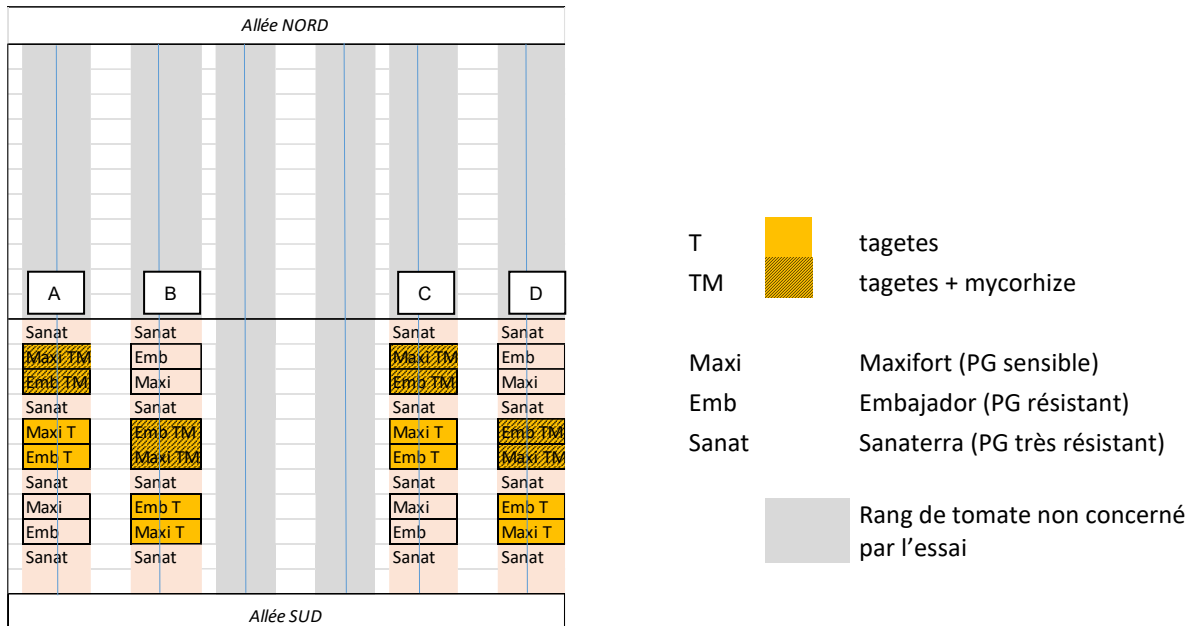 Allée NORD
A B C D
Sanat Sanat Sanat Sanat
Maxi TM Emb Maxi TM Emb
Emb TM Maxi Emb TM Maxi
Sanat Sanat Sanat Sanat
Maxi T Emb TM Maxi T Emb TM
Emb T Maxi TM Emb T Maxi TM
Sanat Sanat Sanat Sanat
Maxi Emb T Maxi Emb T
Emb Maxi T Emb Maxi T
Sanat Sanat Sanat Sanat
Allée SUD
T tagetes
TM tagetes + mycorhize
Maxi Maxifort (PG sensible)
Emb Embajador (PG résistant)
Sanat Sanaterra (PG très résistant)
Rang de tomate non concerné
par l’essai